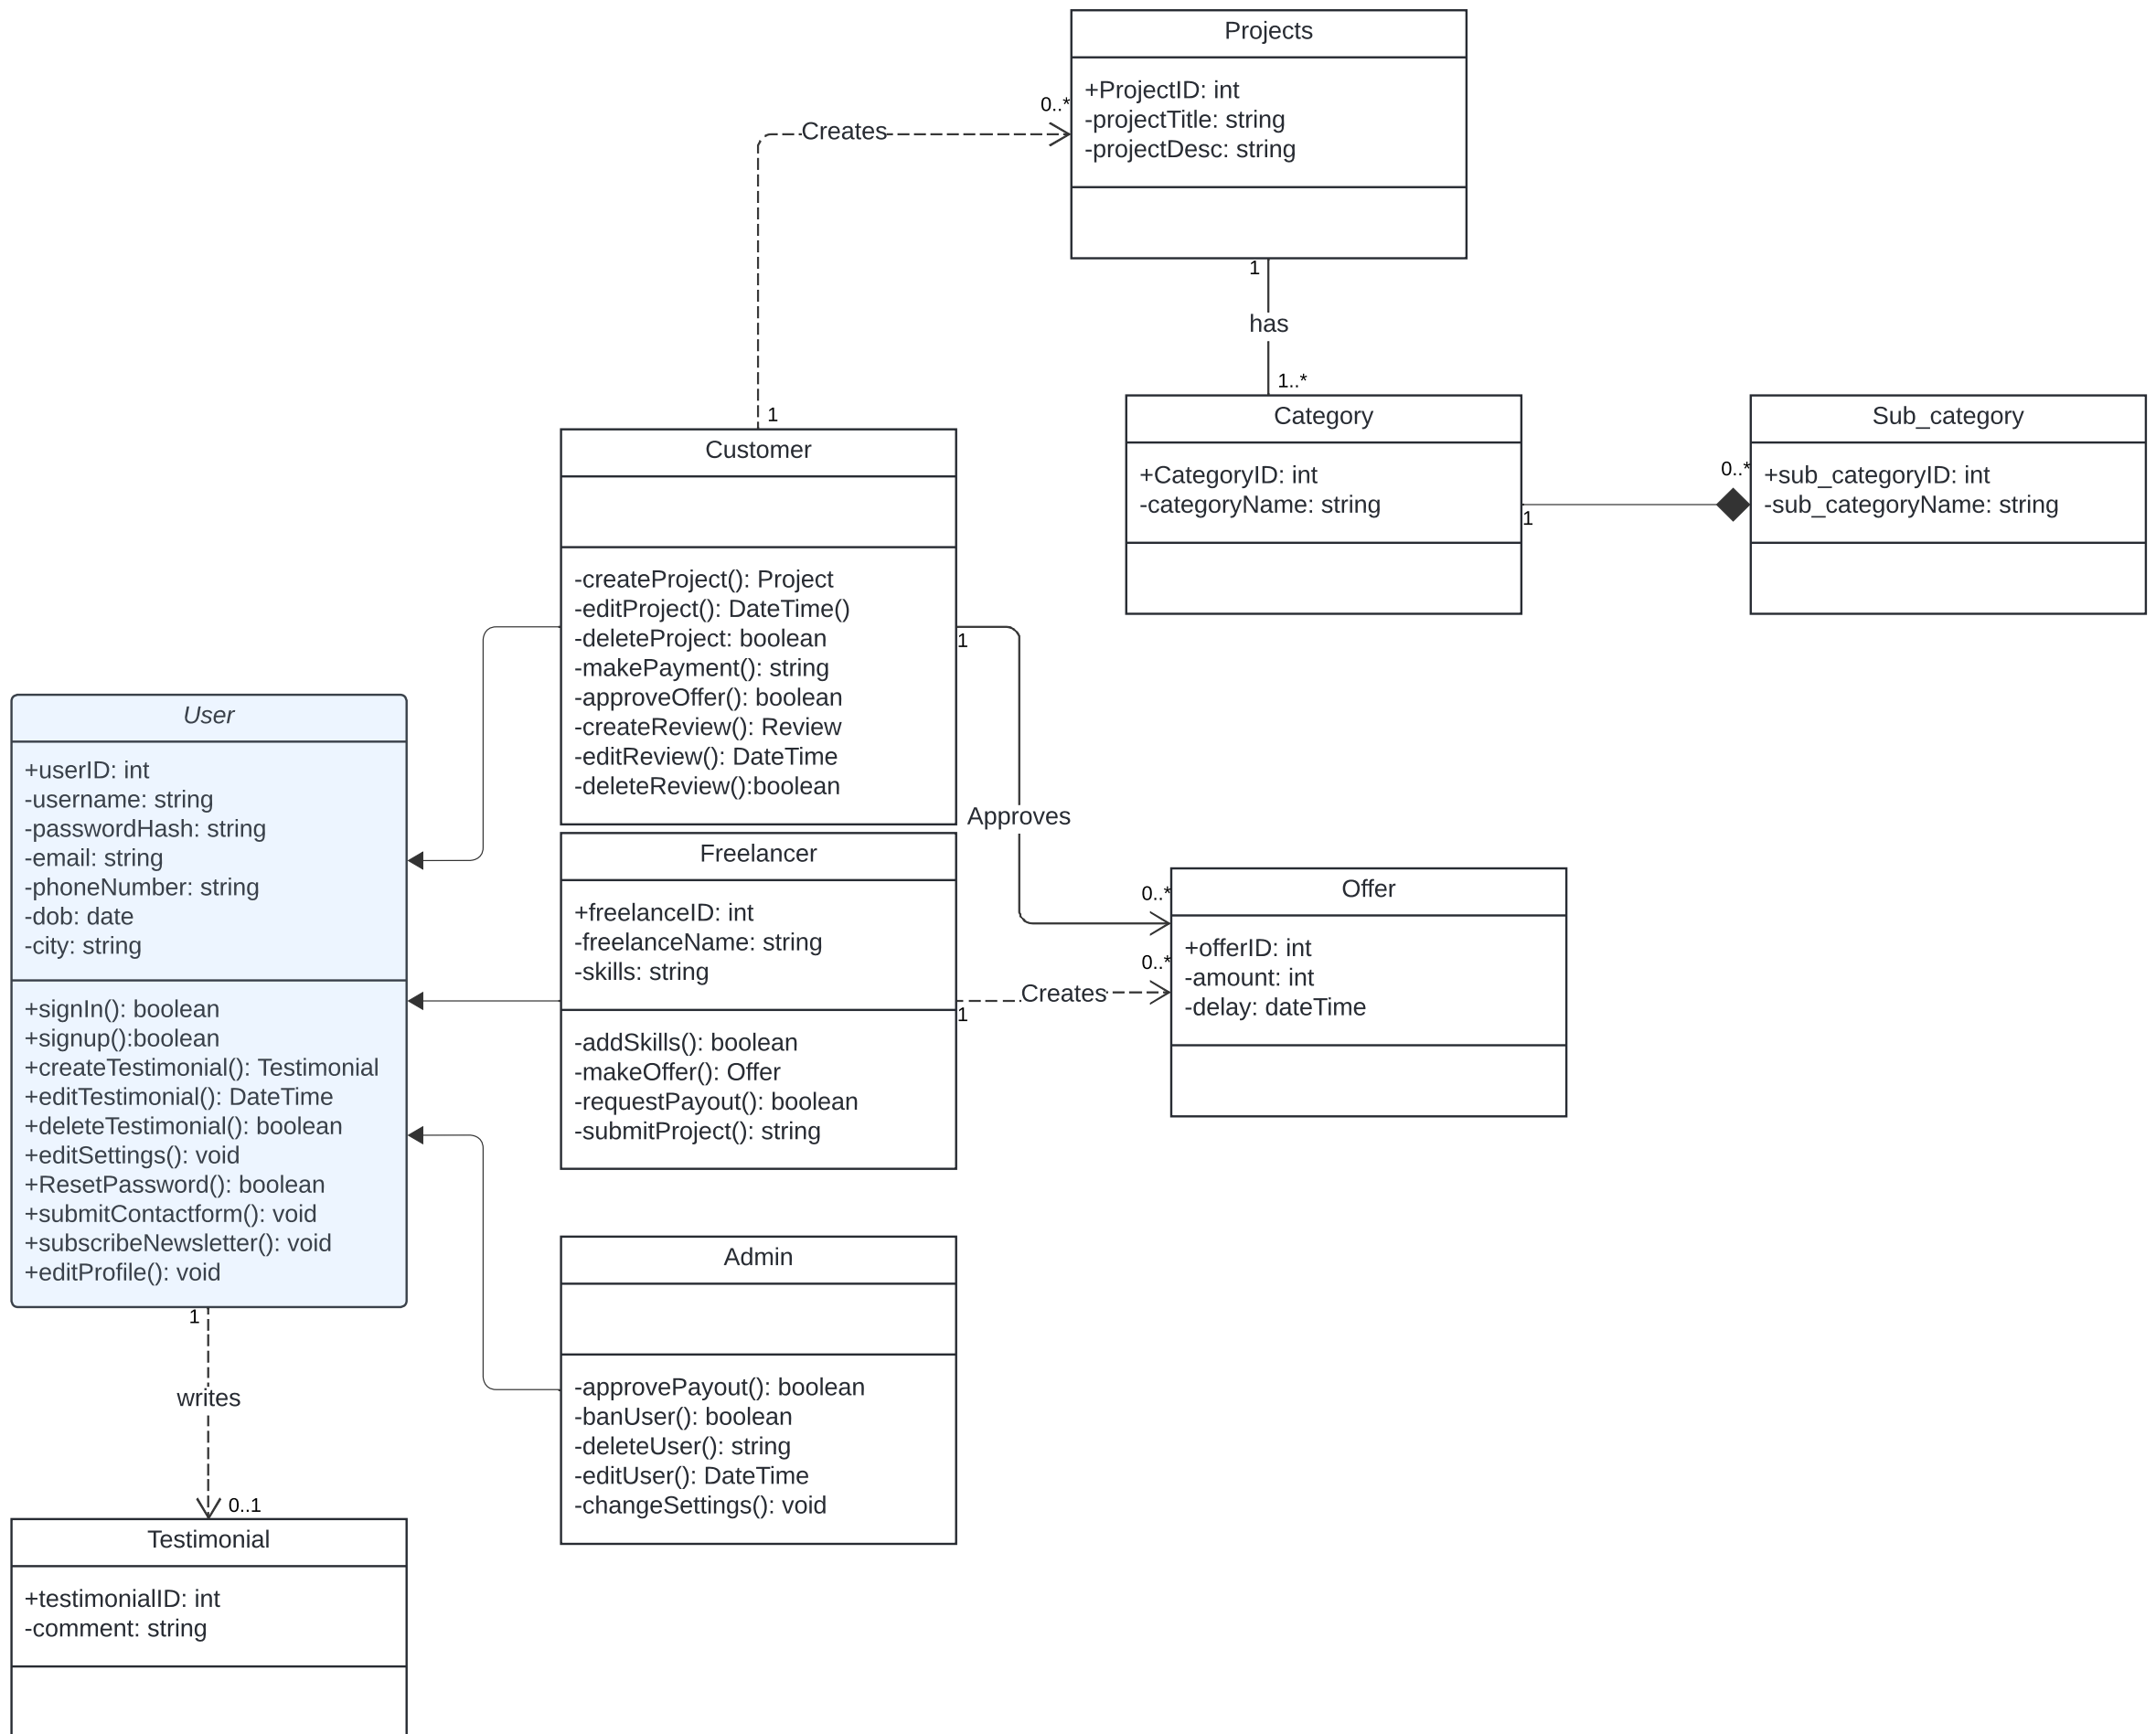 Projects
+ProjectID: int
-projectTitle: string
-projectDesc: string
0..*
Creates
1
1
has
1..*
Category
+CategoryID: int
-categoryName: string
1
0..*
Sub_category
+sub_categoryID: int
-sub_categoryName: string
Customer
-createProject(): Project
-editProject(): DateTime()
-deleteProject: boolean
-makePayment(): string
-approveOffer(): boolean
-createReview(): Review
-editReview(): DateTime
-deleteReview():boolean
1
Approves
0..*
User
+userID: int
-username: string
-passwordHash: string
-email: string
-phoneNumber: string
-dob: date
-city: string
+signIn(): boolean
+signup():boolean
+createTestimonial(): Testimonial
+editTestimonial(): DateTime
+deleteTestimonial(): boolean
+editSettings(): void
+ResetPassword(): boolean
+submitContactform(): void
+subscribeNewsletter(): void
+editProfile(): void
Freelancer
+freelanceID: int
-freelanceName: string
-skills: string
-addSkills(): boolean
-makeOffer(): Offer
-requestPayout(): boolean
-submitProject(): string
1
Creates
0..*
Offer
+offerID: int
-amount: int
-delay: dateTime
Admin
-approvePayout(): boolean
-banUser(): boolean
-deleteUser(): string
-editUser(): DateTime
-changeSettings(): void
1
writes
0..1
Testimonial
+testimonialID: int
-comment: string